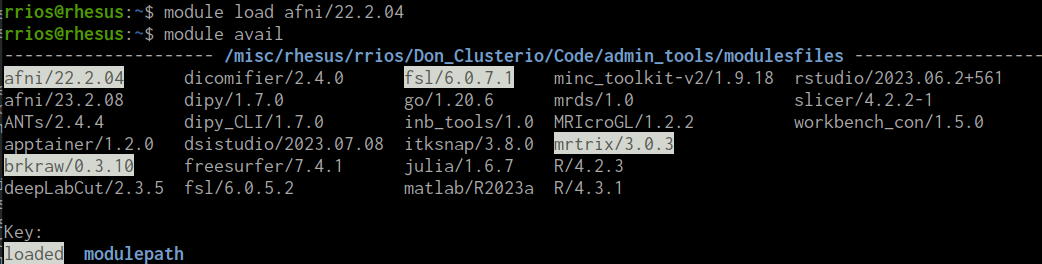 rrios@rhesus:~$ module load afni/22.2.04
rrios@rhesus:~$ module avail
--------------------- /misc/rhesus/rrios/Don_Clusterio/Code/admin_tools/modulesfiles -------------------
afni/22.2.04 dicomifier/2.4.0 fsl/6.0.7.1 minc_toolkit-v2/1.9.18 rstudio/2023.06.2+561
afni/23.2.08 dipy/1.7.0 go/1.20.6 mrds/1.0 slicer/4.2.2-1
ANTs/2.4.4 dipy_CLI/1.7.0 inb_tools/1.0 MRIcroGL/1.2.2 workbench_con/1.5.0
apptainer/1.2.0 dsistudio/2023.07.08 itksnap/3.8.0 mrtrix/3.0.3
brkraw/0.3.10 freesurfer/7.4.1 julia/1.6.7 R/4.2.3
deepLabCut/2.3.5 fsl/6.0.5.2 matlab/R2023a R/4.3.1
Key:
loaded modulepath